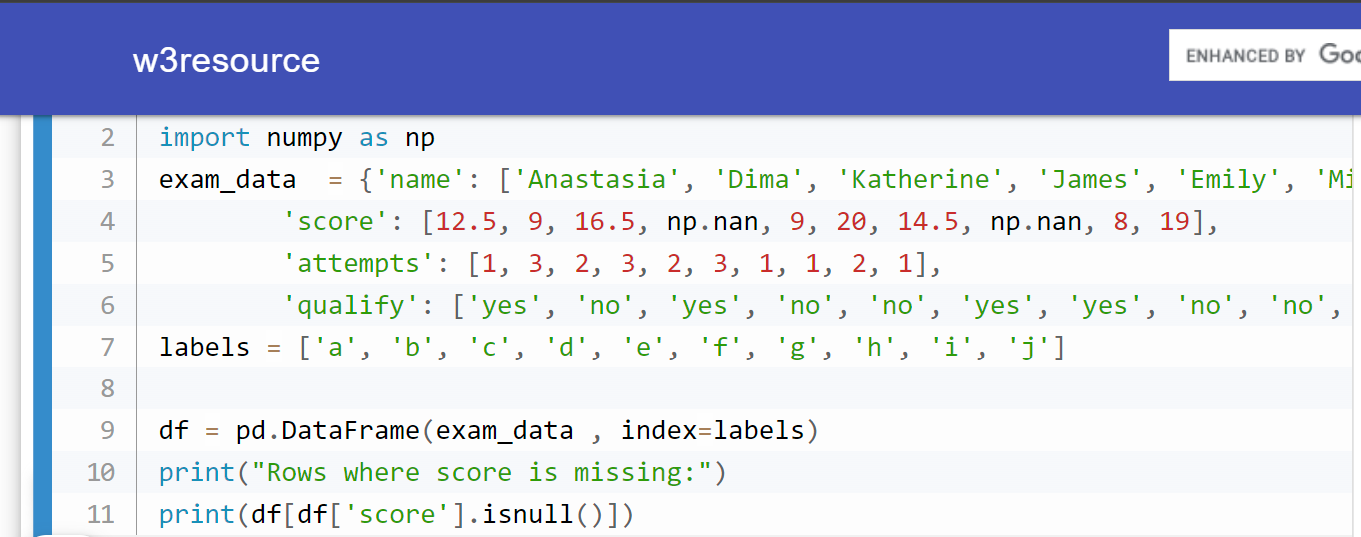 w3resource
ENHANCED BY
2 import numpy as np
3 exam_data  = {'name': ['Anastasia', 'Dima', 'Katherine', 'James', 'Emily',
4         'score': [12.5, 9, 16.5, np.nan, 9, 20, 14.5, np.nan, 8, 19],
5         'attempts': [1, 3, 2, 3, 2, 3, 1, 1, 2, 1],
6         'qualify': ['yes', 'no', 'yes', 'no', 'no', 'yes', 'yes', 'no', 'no',
7 labels = ['a', 'b', 'c', 'd', 'e', 'f', 'g', 'h', 'i', 'j']
8
9 df = pd.DataFrame(exam_data , index=labels)
10 print("Rows where score is missing:")
11 print(df[df['score'].isnull()])